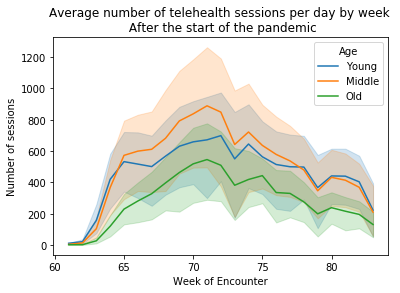 Average number of telehealth sessions per day by week
After the start of the pandemic
Number of sessions
1200
1000
800
600
400
200
0
Age
Young
Middle
Old
60
65
70
75
80
Week of Encounter